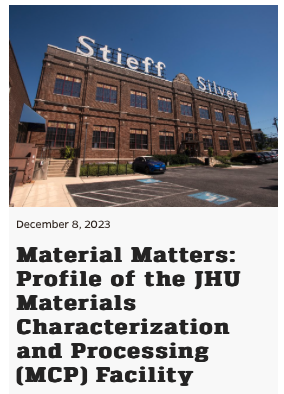 Stieff Silver
December 8, 2023
Material Matters:
Profile of the JHU
Materials
Characterization
and Processing
(MCP) Facility